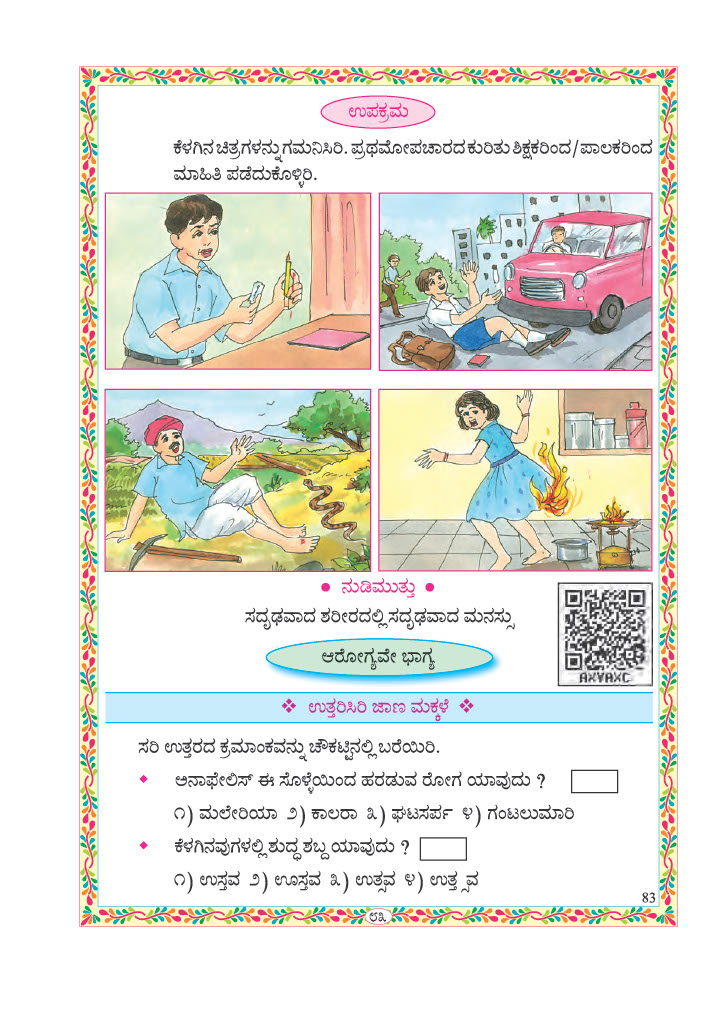 ಉಪಕ್ರಮ
ಕೆಳಗಿನ ಚಿತ್ರಗಳನ್ನು ಗಮನಿಸಿರಿ. ಪ್ರಥಮೋಪಚಾರದ ಕುರಿತು ಶಿಕ್ಷಕರಿಂದ/ಪಾಲಕರಿಂದ
ಮಾಹಿತಿ ಪಡೆದುಕೊಳ್ಳಿರಿ.
● ನುಡಿಮುತ್ತು ●
ಸದೃಢವಾದ ಶರೀರದಲ್ಲಿ ಸದೃಢವಾದ ಮನಸ್ಸು
ಆರೋಗ್ಯವೇ ಭಾಗ್ಯ
AXYAXC
❖ ಉತ್ತರಿಸಿರಿ ಜಾಣ ಮಕ್ಕಳೆ ❖
ಸರಿ ಉತ್ತರದ ಕ್ರಮಾಂಕವನ್ನು ಚೌಕಟ್ಟಿನಲ್ಲಿ ಬರೆಯಿರಿ.
ಅನಾಫೇಲಿಸ್ ಈ ಸೊಳ್ಳೆಯಿಂದ ಹರಡುವ ರೋಗ ಯಾವುದು ?
೧) ಮಲೇರಿಯಾ ೨) ಕಾಲರಾ ೩) ಘಟಸರ್ಪ ೪) ಗಂಟಲುಮಾರಿ
ಕೆಳಗಿನವುಗಳಲ್ಲಿ ಶುದ್ಧ ಶಬ್ದ ಯಾವುದು ?
೧) ಉಸ್ತವ ೨) ಊಸ್ತವ ೩) ಉತ್ಸವ ೪) ಉತ್ತ್ಸವ
83
೮೩